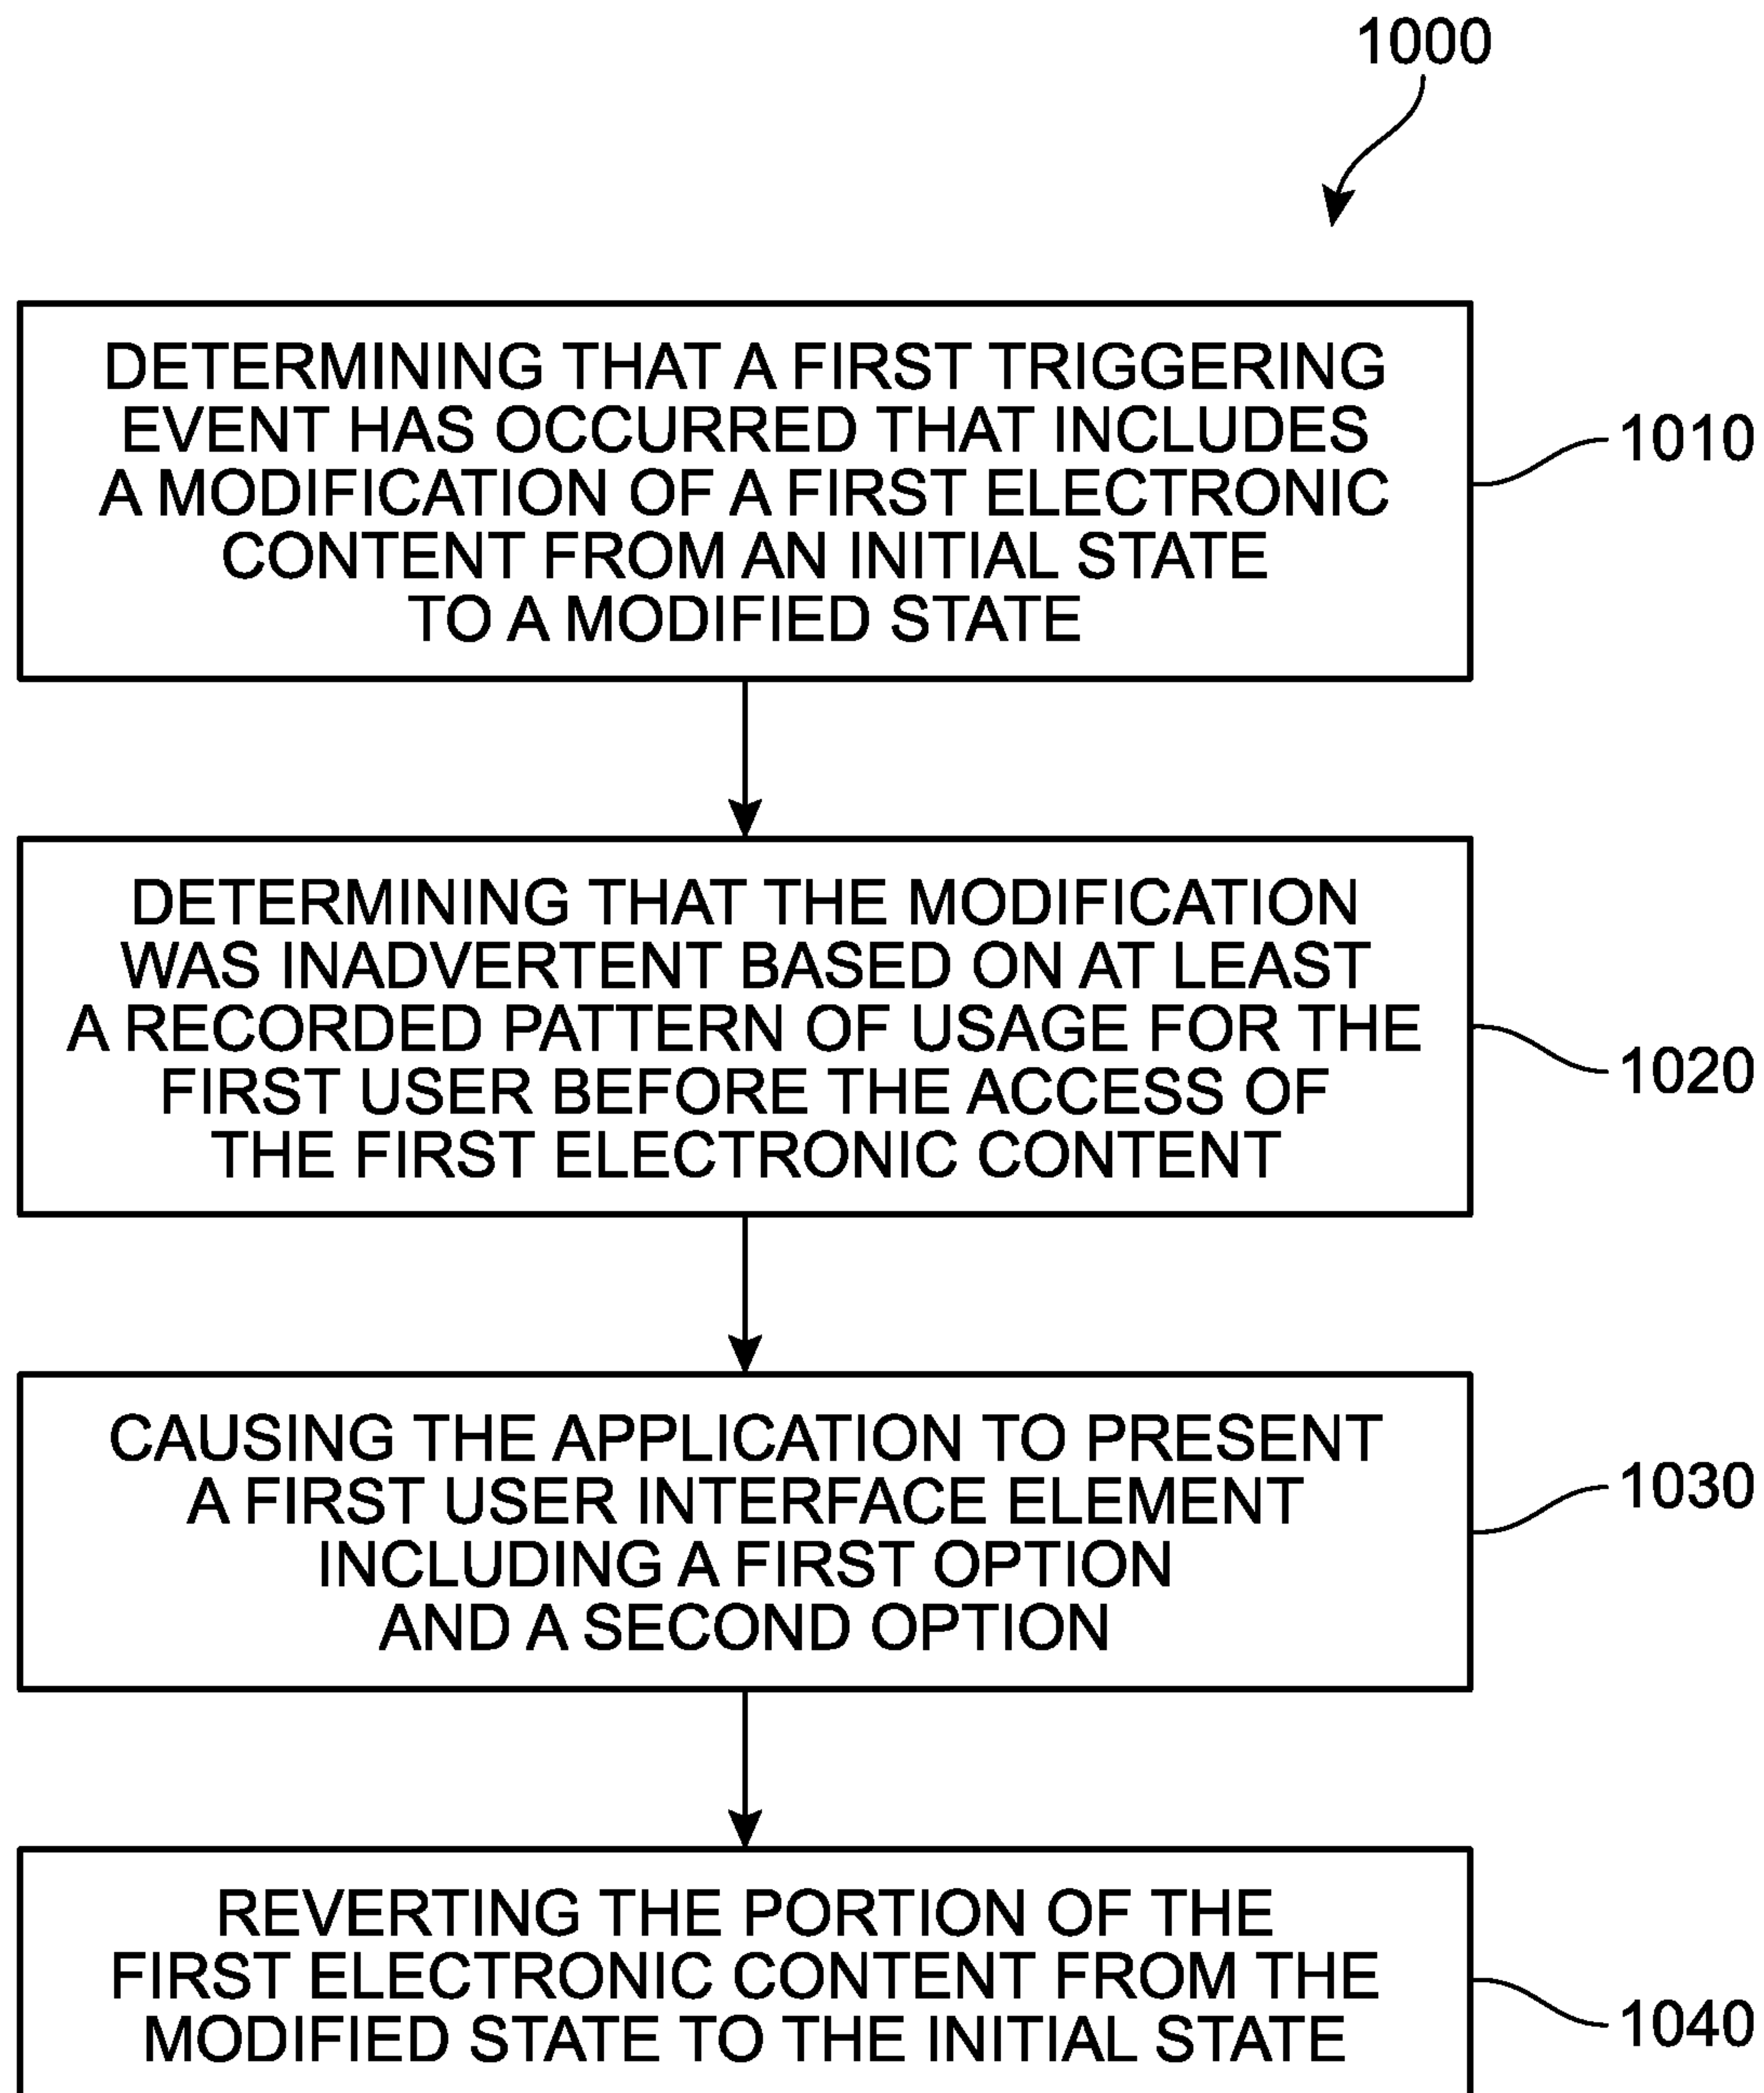 1000
DETERMINING THAT A FIRST TRIGGERING
EVENT HAS OCCURRED THAT INCLUDES
A MODIFICATION OF A FIRST ELECTRONIC
CONTENT FROM AN INITIAL STATE
TO A MODIFIED STATE
1010
DETERMINING THAT THE MODIFICATION
WAS INADVERTENT BASED ON AT LEAST
A RECORDED PATTERN OF USAGE FOR THE
FIRST USER BEFORE THE ACCESS OF
THE FIRST ELECTRONIC CONTENT
1020
CAUSING THE APPLICATION TO PRESENT
A FIRST USER INTERFACE ELEMENT
INCLUDING A FIRST OPTION
AND A SECOND OPTION
1030
REVERTING THE PORTION OF THE
FIRST ELECTRONIC CONTENT FROM THE
MODIFIED STATE TO THE INITIAL STATE
1040